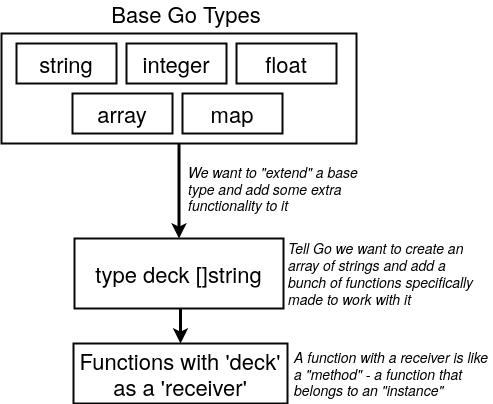 Base Go Types
string
integer
float
array
map
We want to "extend" a base
type and add some extra
functionality to it
type deck []string
Tell Go we want to create an
array of strings and add a
bunch of functions specifically
made to work with it
Functions with 'deck'
as a 'receiver'
A function with a receiver is like
a "method" - a function that
belongs to an "instance"